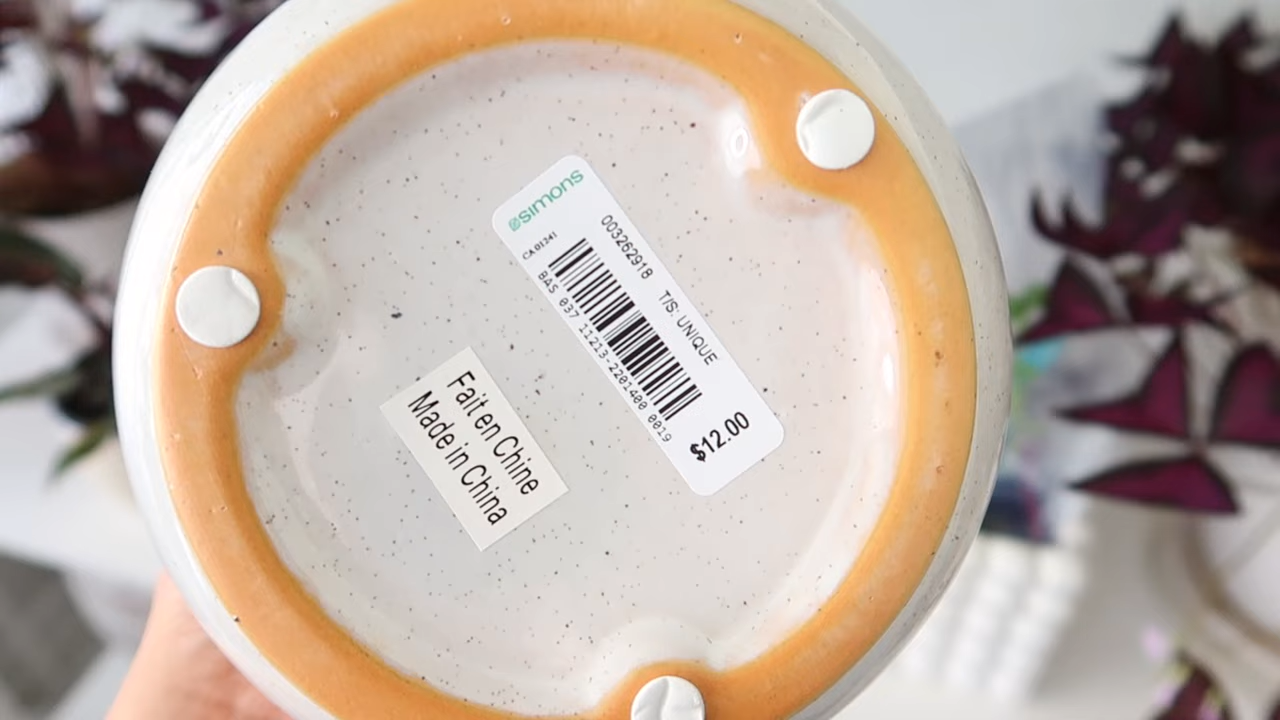 simons
CA 01241
003262918 T/S: UNIQUE
BAS 037 11213-2201400 0019
$12.00
Fait en Chine
Made in China